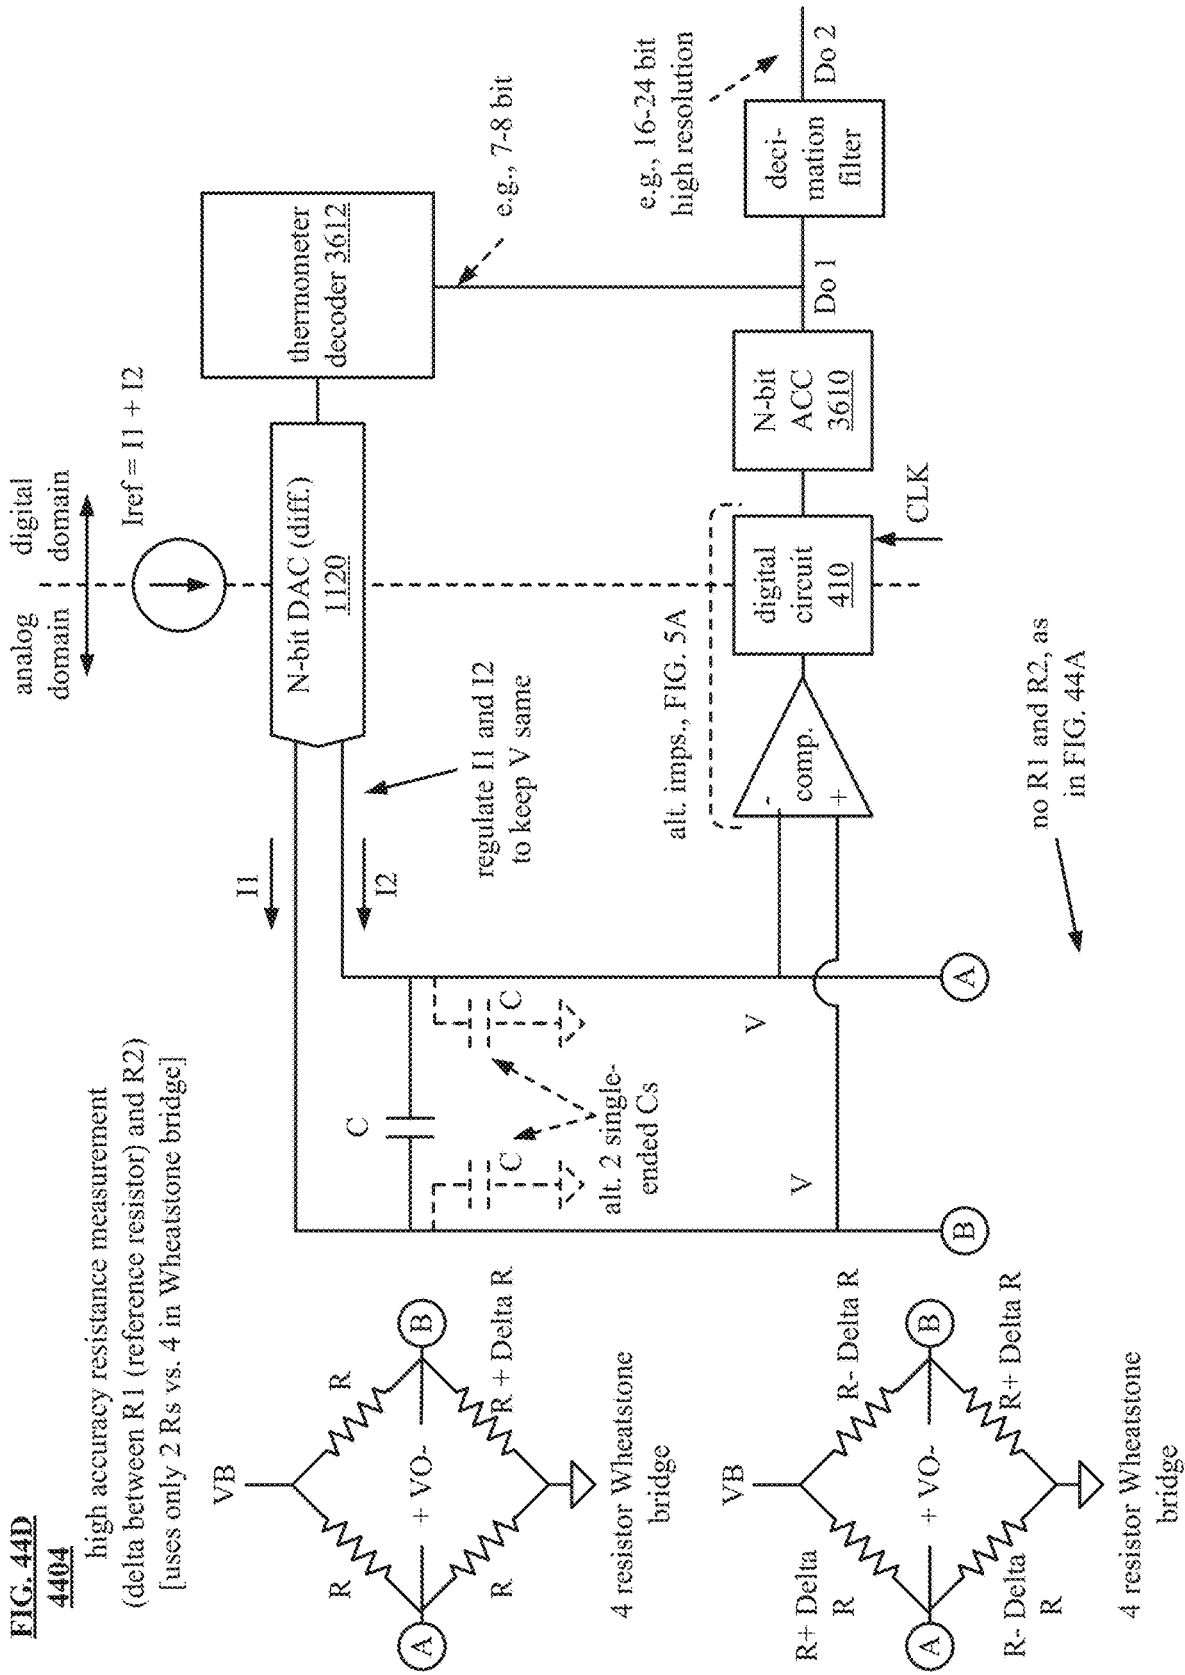 FIG. 44D
4404
high accuracy resistance measurement
(delta between R1 (reference resistor) and R2)
[uses only 2 Rs vs. 4 in Wheatstone bridge]
analog
domain
digital
domain
Iref = I1 + I2
N-bit DAC (diff.)
1120
thermometer
decoder 3612
I1
I2
regulate I1 and I2
to keep V same
e.g., 7-8 bit
C
C
C
alt. 2 single-
ended Cs
V
V
alt. imps., FIG. 5A
-
+
comp.
digital
circuit
410
CLK
N-bit
ACC
3610
Do 1
deci-
mation
filter
Do 2
e.g., 16-24 bit
high resolution
B
A
no R1 and R2, as
in FIG. 44A
VB
R
R
A
+ VO-
B
R
R + Delta R
4 resistor Wheatstone
bridge
VB
R+ Delta
R
R- Delta R
A
+ VO-
B
R- Delta
R
R+ Delta R
4 resistor Wheatstone
bridge